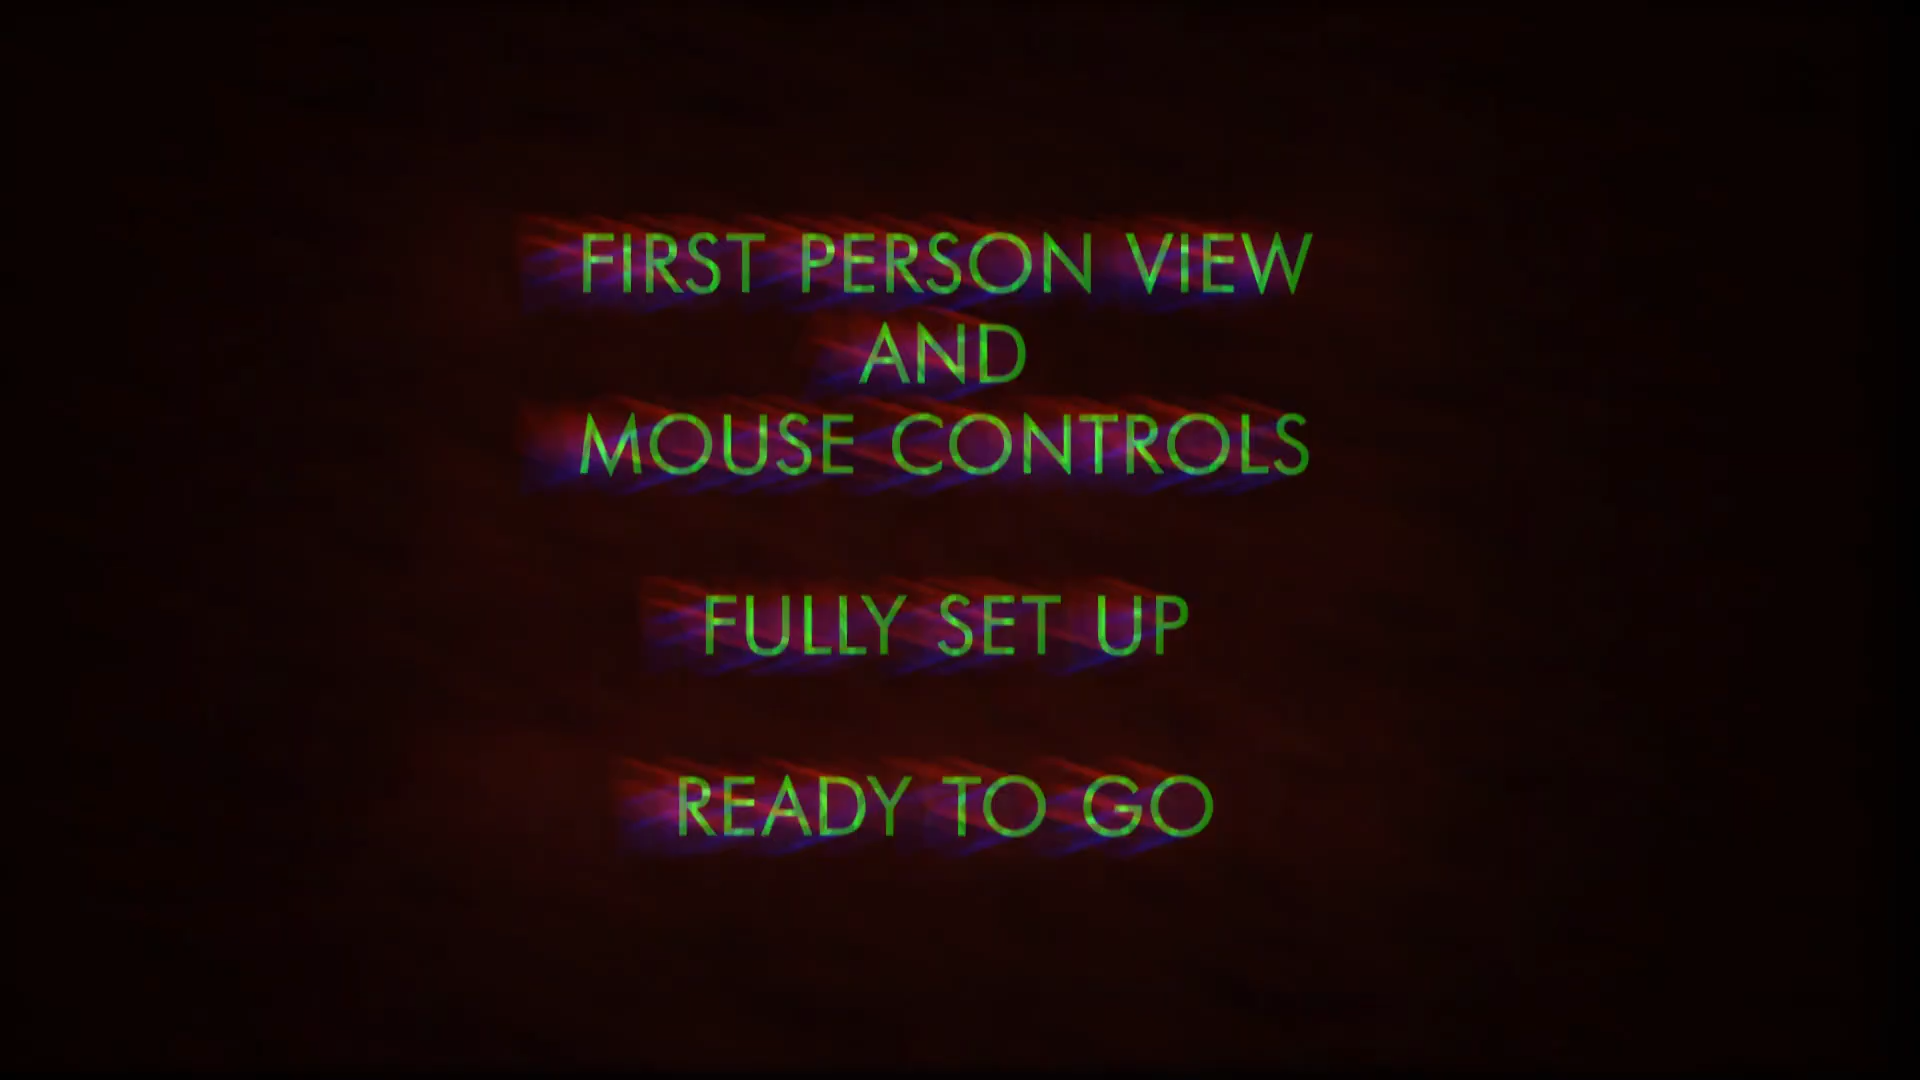 FIRST PERSON VIEW
AND
MOUSE CONTROLS
FULLY SET UP
READY TO GO